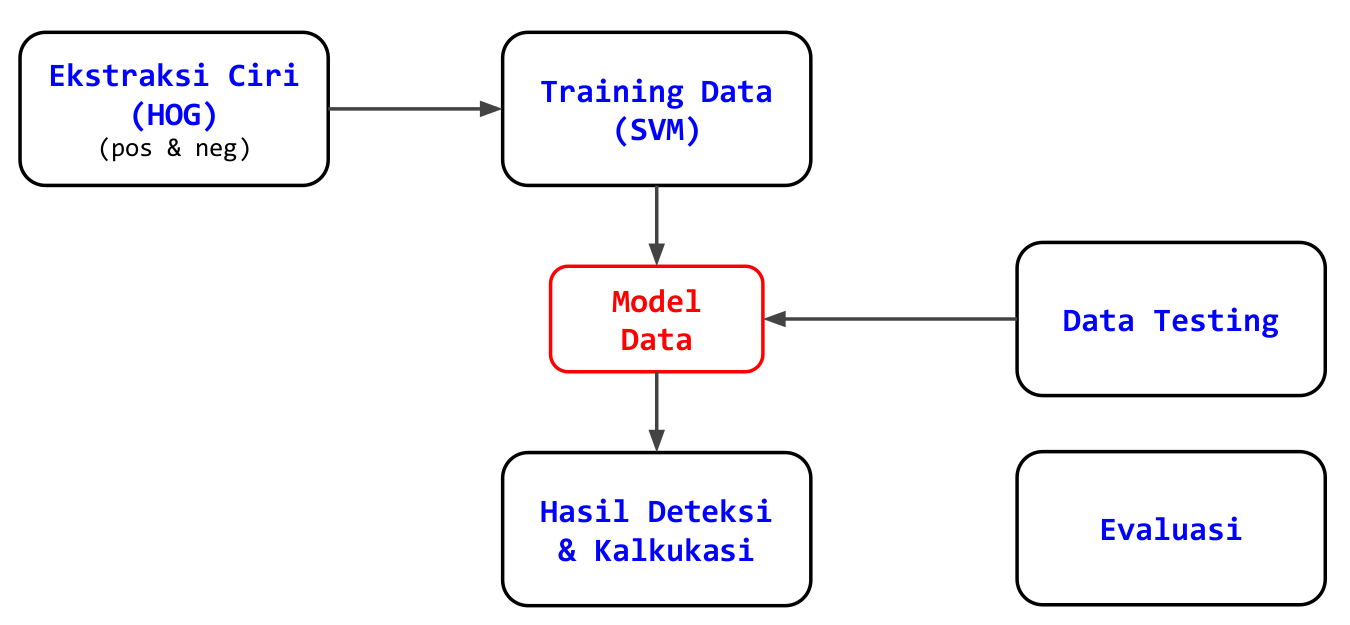 Ekstraksi Ciri
(HOG)
(pos & neg)
Training Data
(SVM)
Model
Data
Data Testing
Hasil Deteksi
& Kalkukasi
Evaluasi